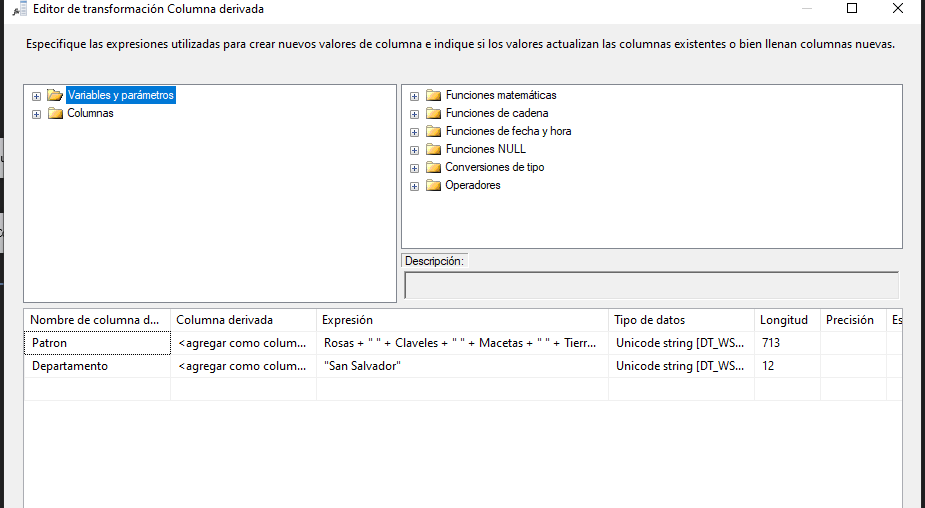 Editor de transformación Columna derivada
Especifique las expresiones utilizadas para crear nuevos valores de columna e indique si los valores actualizan las columnas existentes o bien llenan columnas nuevas.
Variables y parámetros
Columnas
Funciones matemáticas
Funciones de cadena
Funciones de fecha y hora
Funciones NULL
Conversiones de tipo
Operadores
Descripción:
Nombre de columna d... Columna derivada Expresión Tipo de datos Longitud Precisión Es
Patron <agregar como colum... Rosas + " " + Claveles + " " + Macetas + " " + Tierr... Unicode string [DT_WS... 713
Departamento <agregar como colum... "San Salvador" Unicode string [DT_WS... 12